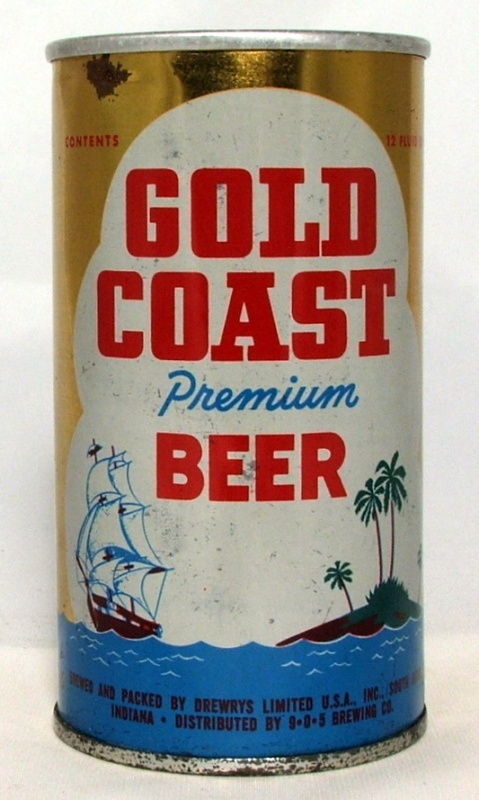 CONTENTS
12 FLUID
GOLD
COAST
Premium
BEER
BREWED AND PACKED BY DREWRYS LIMITED U.S.A., INC., SOUTH
INDIANA • DISTRIBUTED BY 9•0•5 BREWING CO.